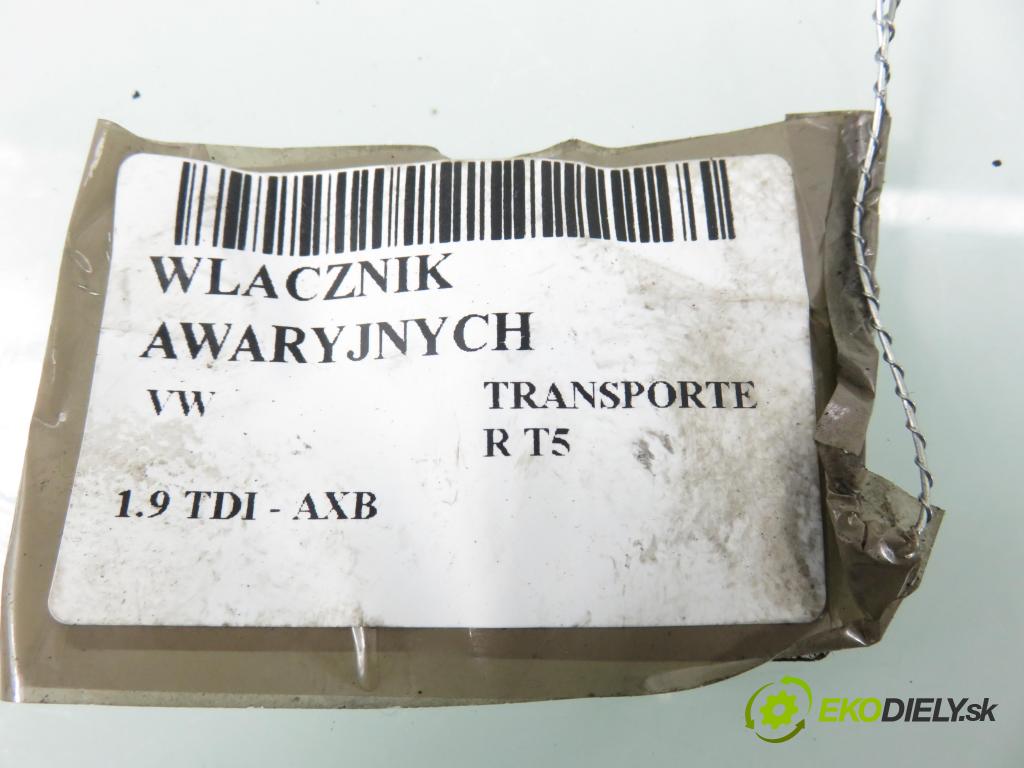 WLACZNIK
AWARYJNYCH
VW
TRANSPORTE
R T5
1.9 TDI - AXB
EKODIELY.sk